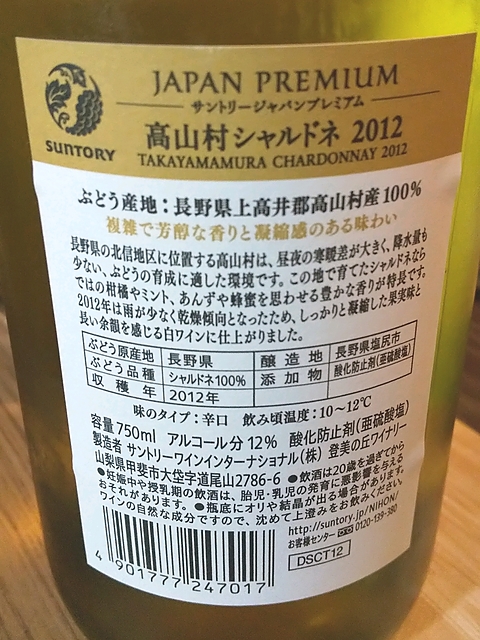 JAPAN PREMIUM
サントリージャパンプレミアム
SUNTORY
高山村シャルドネ 2012
TAKAYAMAMURA CHARDONNAY 2012
ぶどう産地：長野県上高井郡高山村産100%
複雑で芳醇な香りと凝縮感のある味わい
長野県の北信地区に位置する高山村は、昼夜の寒暖差が大きく、降水量も
少ない、ぶどうの育成に適した環境です。この地で育てたシャルドネなら
ではの柑橘やミント、あんずや蜂蜜を思わせる豊かな香りが特長です。
2012年は雨が少なく乾燥傾向となったため、しっかりと凝縮した果実味と
長い余韻を感じる白ワインに仕上がりました。
ぶどう原産地 長野県 醸造地 長野県塩尻市
ぶどう品種 シャルドネ100% 添加物 酸化防止剤(亜硫酸塩)
収穫年 2012年
味のタイプ：辛口 飲み頃温度：10～12℃
容量750ml アルコール分12% 酸化防止剤(亜硫酸塩)
製造者 サントリーワインインターナショナル(株) 登美の丘ワイナリー
山梨県甲斐市大垈字道尾山2786-6 ●飲酒は20歳を過ぎてから
●妊娠中や授乳期の飲酒は、胎児・乳児の発育に悪影響を与える
おそれがあります。●瓶底にオリや結晶が出る場合があります。
ワインの自然な成分ですので、沈めて上澄みをお飲みください。
http://suntory.jp/NIHON/
お客様センター 0120-139-380
DSCT12
4 901777 247017